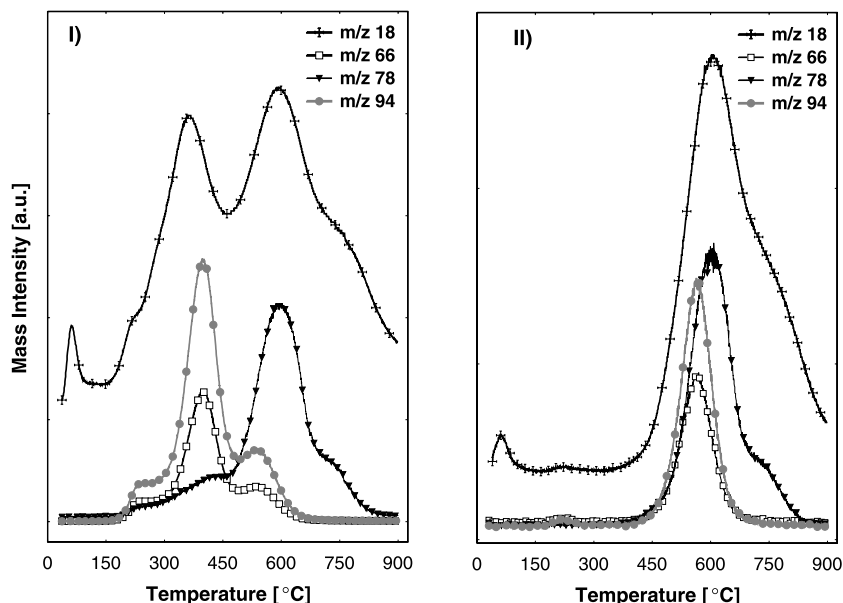 I)
m/z 18
m/z 66
m/z 78
m/z 94
II)
m/z 18
m/z 66
m/z 78
m/z 94
Mass Intensity [a.u.]
0 150 300 450 600 750 900
0 150 300 450 600 750 900
Temperature [°C]
Temperature [°C]